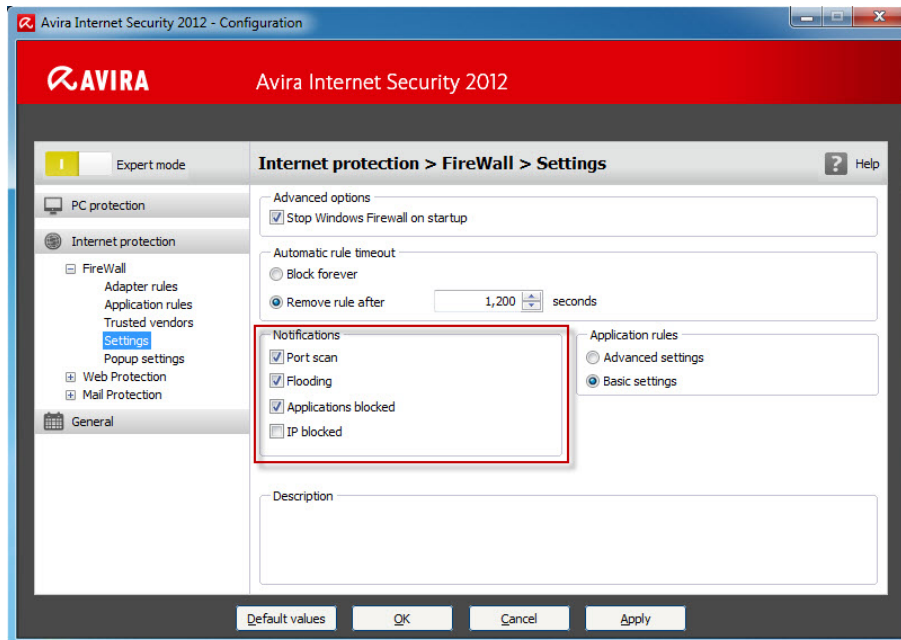 Avira Internet Security 2012 - Configuration
AVIRA
Avira Internet Security 2012
Expert mode
Internet protection > FireWall > Settings
? Help
PC protection
Internet protection
FireWall
Adapter rules
Application rules
Trusted vendors
Settings
Popup settings
Web Protection
Mail Protection
General
Advanced options
Stop Windows Firewall on startup
Automatic rule timeout
Block forever
Remove rule after 1,200 seconds
Notifications
Port scan
Flooding
Applications blocked
IP blocked
Application rules
Advanced settings
Basic settings
Description
Default values
OK
Cancel
Apply